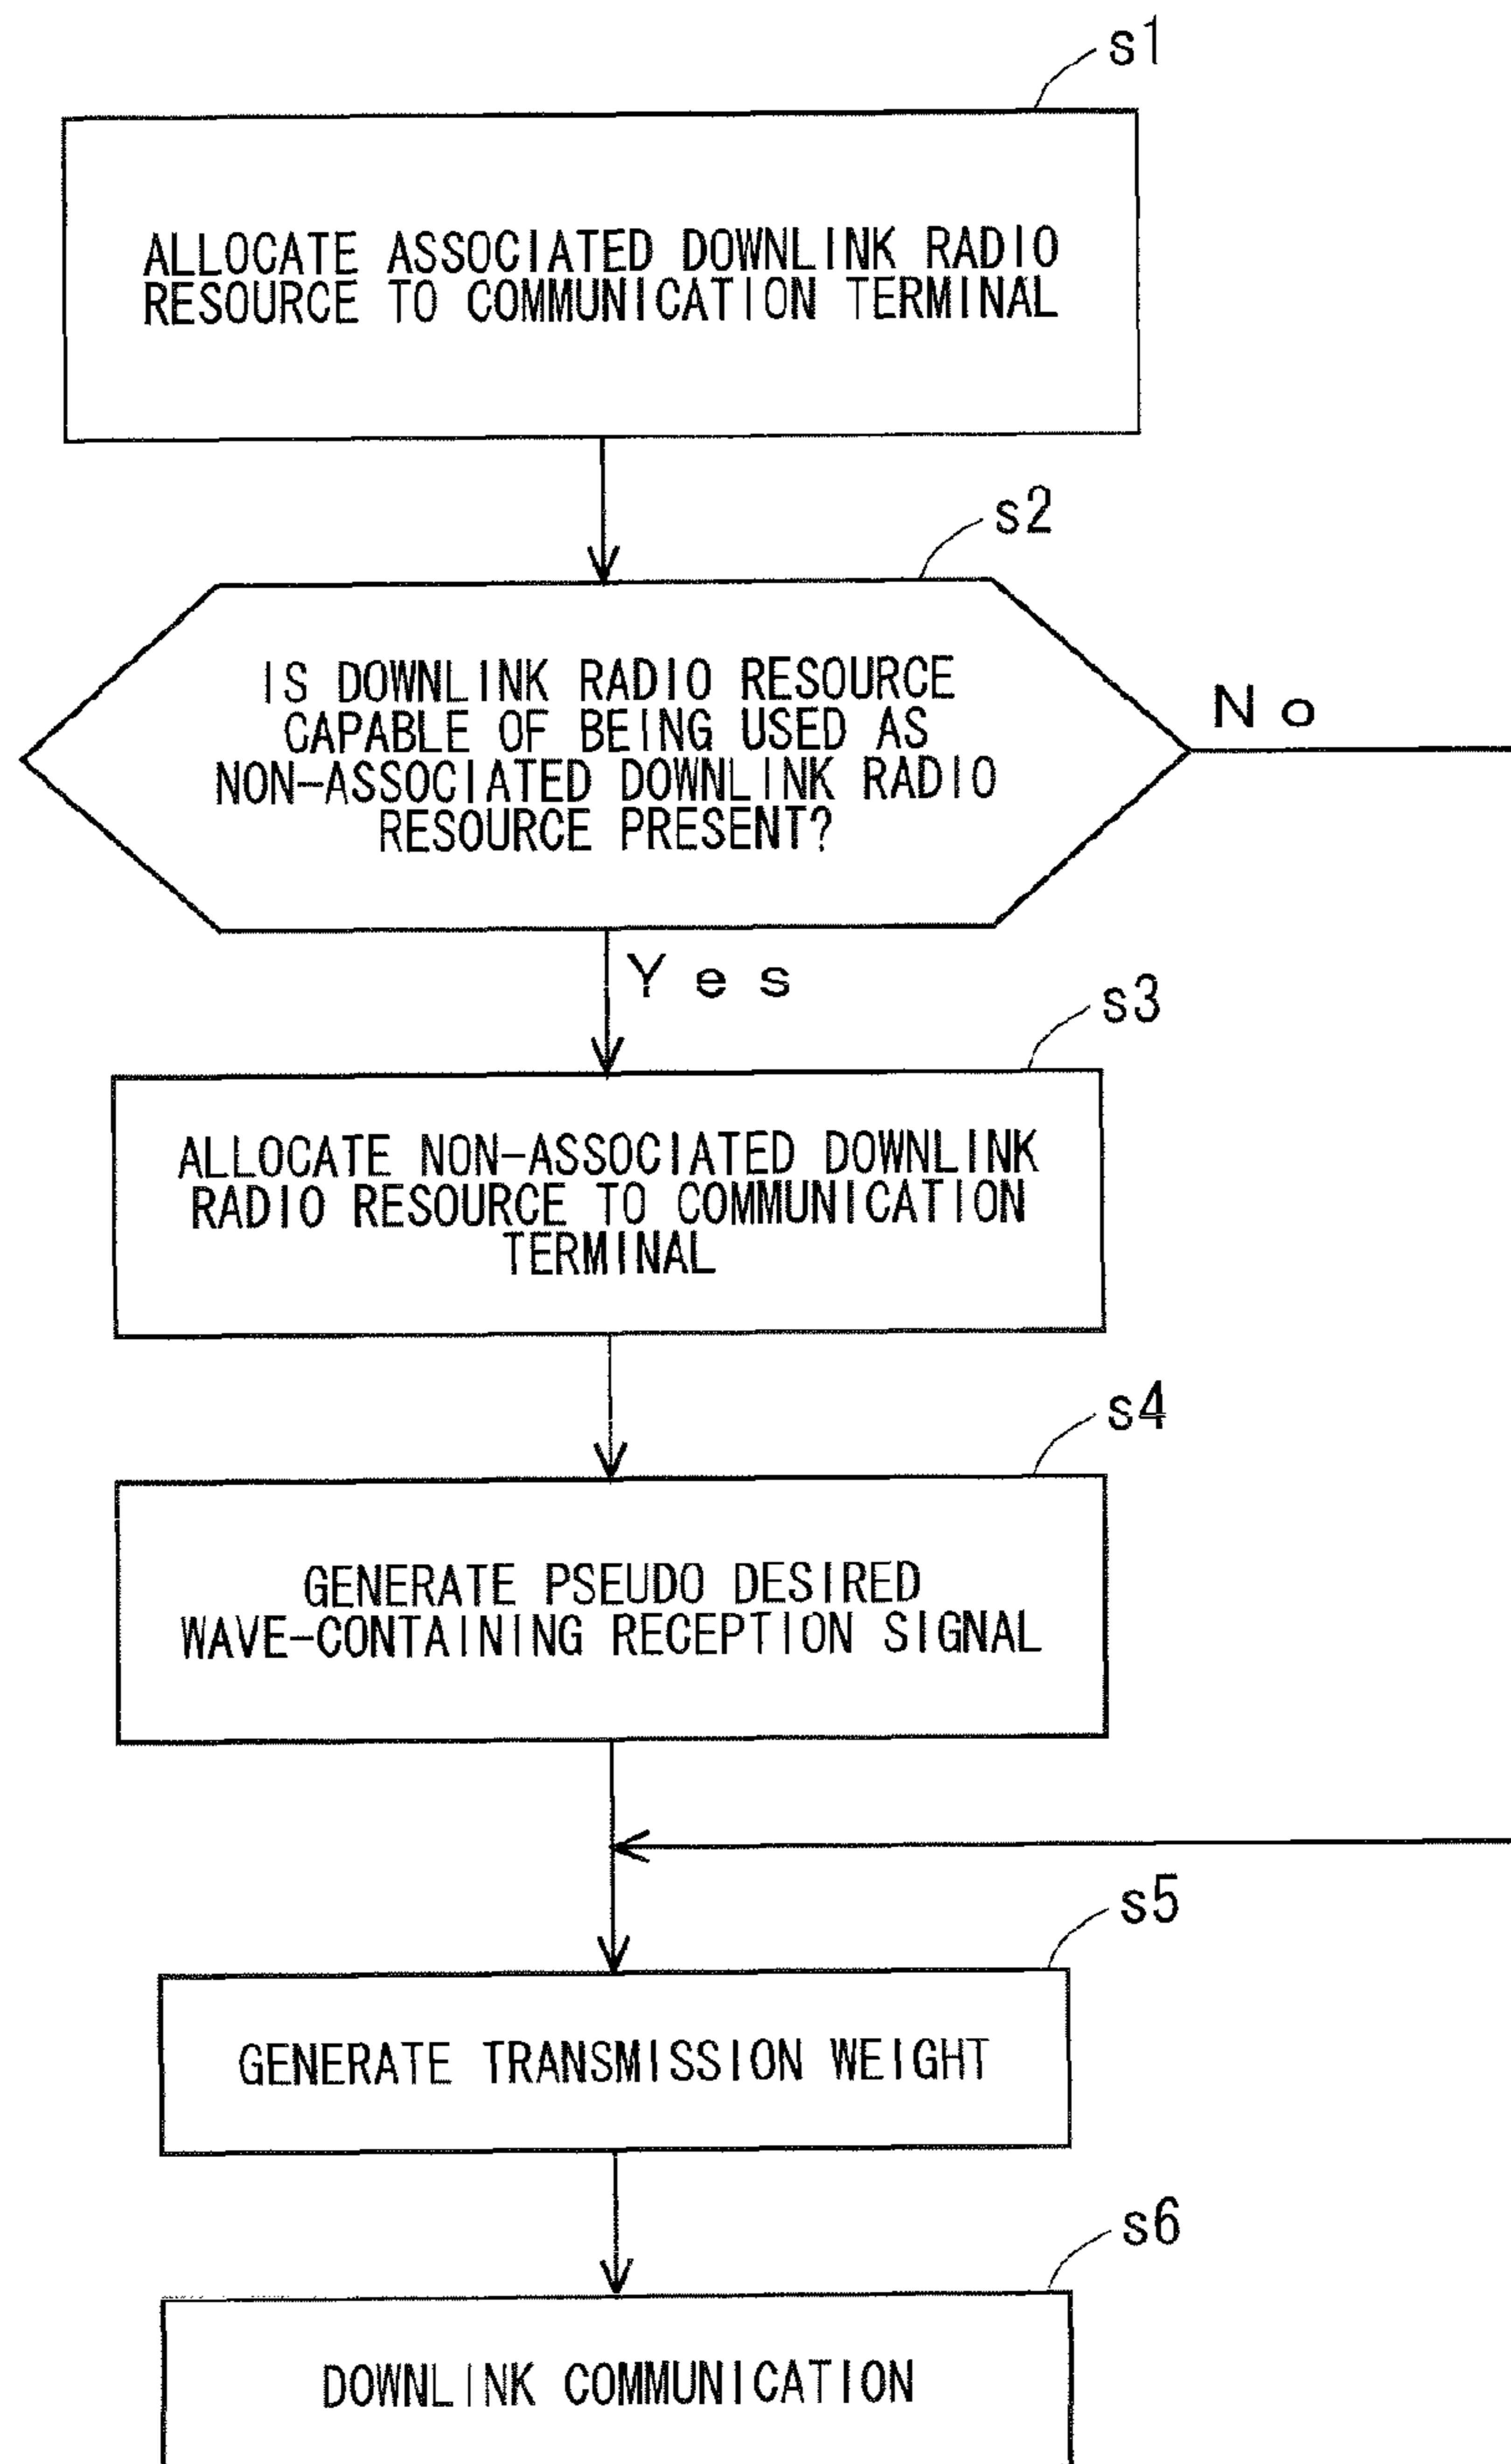 s1
ALLOCATE ASSOCIATED DOWNLINK RADIO
RESOURCE TO COMMUNICATION TERMINAL
s2
IS DOWNLINK RADIO RESOURCE
CAPABLE OF BEING USED AS
NON-ASSOCIATED DOWNLINK RADIO
RESOURCE PRESENT?
No
Yes
s3
ALLOCATE NON-ASSOCIATED DOWNLINK
RADIO RESOURCE TO COMMUNICATION
TERMINAL
s4
GENERATE PSEUDO DESIRED
WAVE-CONTAINING RECEPTION SIGNAL
s5
GENERATE TRANSMISSION WEIGHT
s6
DOWNLINK COMMUNICATION